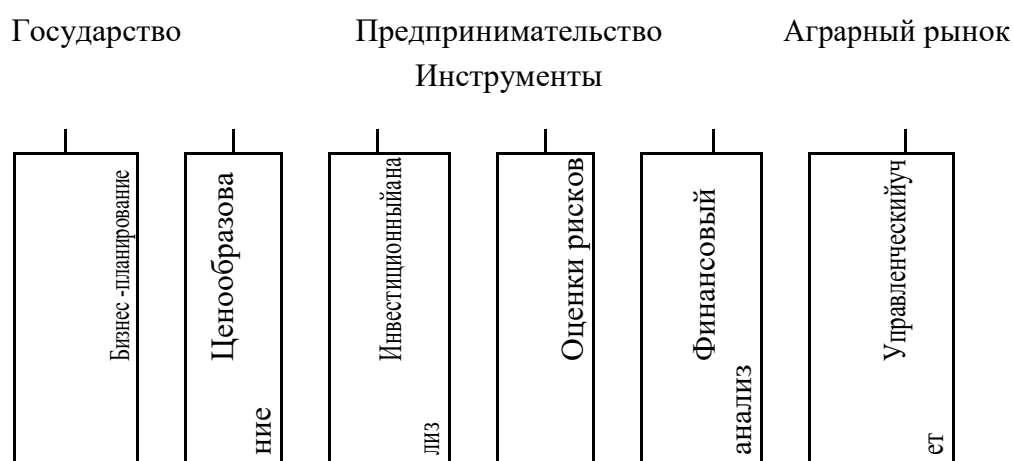 Государство Предпринимательство Аграрный рынок
Инструменты
Бизнес -планирование
Ценообразова
ние
Инвестиционныйана
лиз
Оценки рисков
Финансовый
анализ
Управленческийуч
ет